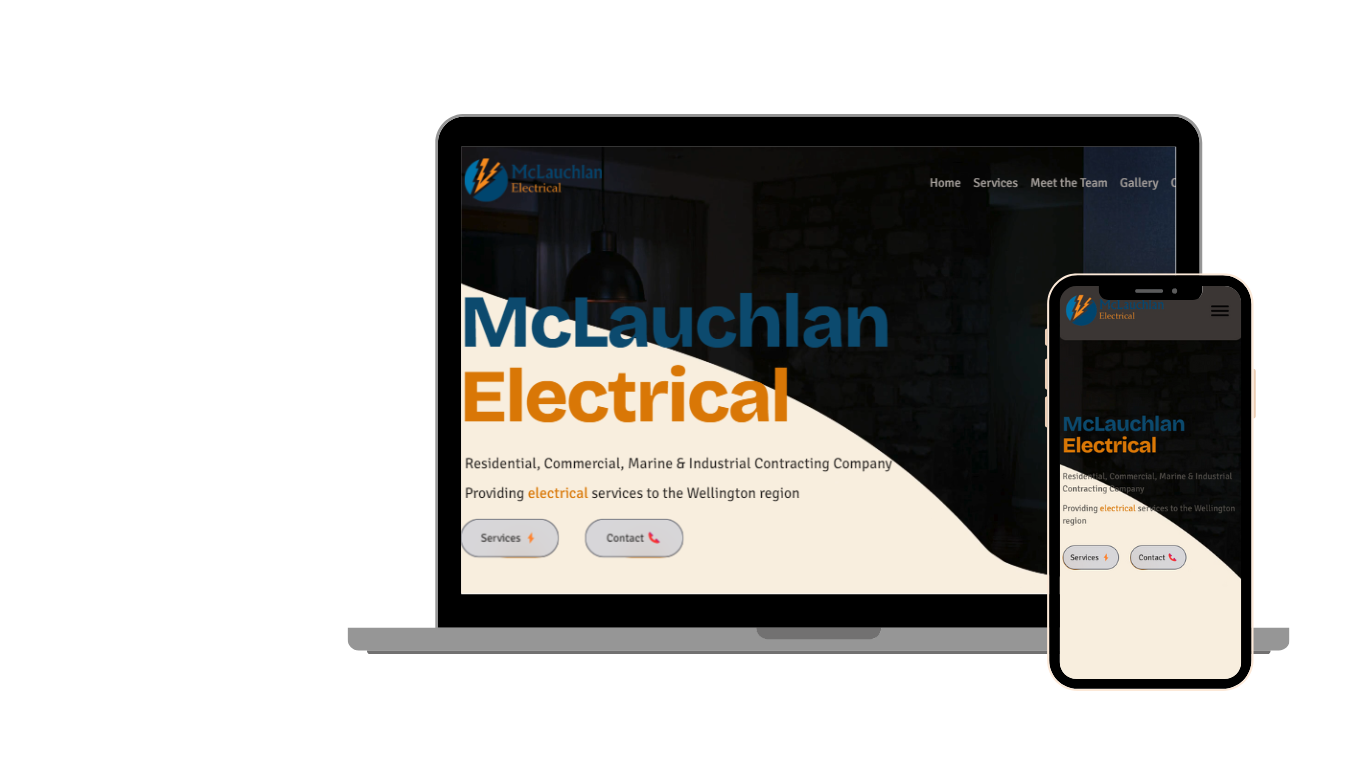 McLauchlan
Electrical
Home Services Meet the Team Gallery
McLauchlan
Electrical
Residential, Commercial, Marine & Industrial Contracting Company
Providing electrical services to the Wellington region
Services
Contact
McLauchlan
Electrical
McLauchlan
Electrical
Residential, Commercial, Marine & Industrial
Contracting Company
Providing electrical services to the Wellington
region
Services
Contact